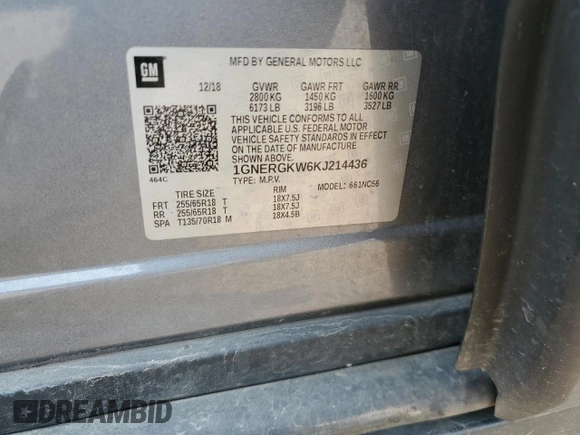 GM
MFD BY GENERAL MOTORS LLC
12/18 GVWR GAWR FRT GAWR RR
2800 KG 1450 KG 1600 KG
6173 LB 3196 LB 3527 LB
THIS VEHICLE CONFORMS TO ALL
APPLICABLE U.S. FEDERAL MOTOR
VEHICLE SAFETY STANDARDS IN EFFECT
ON THE DATE OF MANUFACTURE SHOWN ABOVE.
1GNERGKW6KJ214436
464C TYPE: M.P.V. MODEL: 661NC56
TIRE SIZE RIM
FRT 255/65R18 T 18X7.5J
RR 255/65R18 T 18X7.5J
SPA T135/70R18 M 18X4.5B
DREAMBID